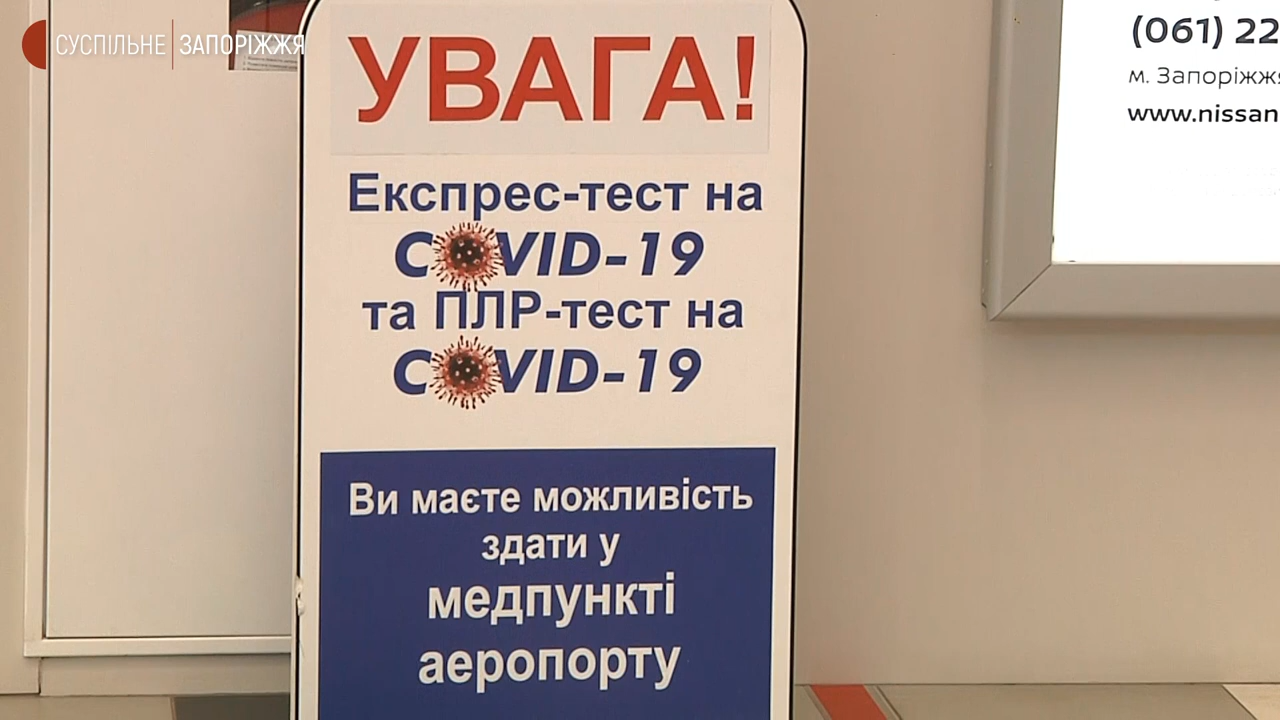 СУСПІЛЬНЕ ЗАПОРІЖЖЯ
УВАГА!
Експрес-тест на
COVID-19
та ПЛР-тест на
COVID-19
Ви маєте можливість
здати у
медпункті
аеропорту
(061) 22
м. Запоріжжя
www.nissan